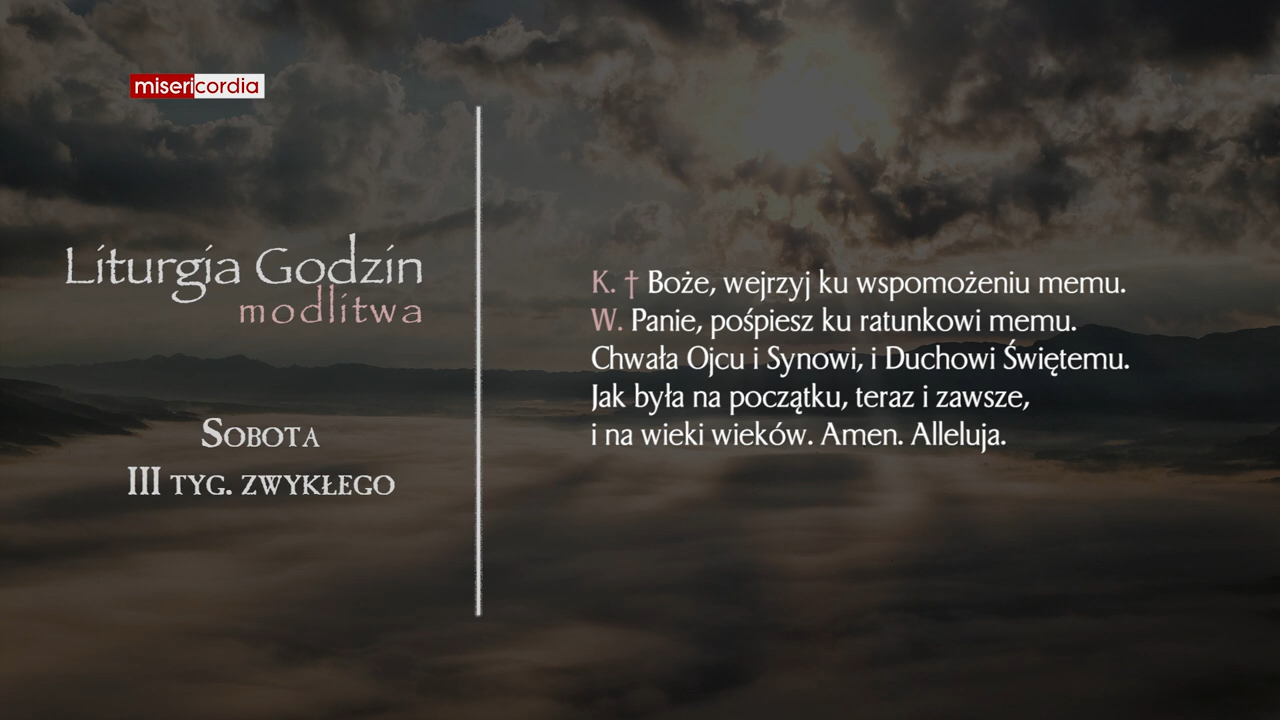 misericordia
Liturgia Godzin
modlitwa
Sobota
III tyg. zwykłego
K. † Boże, wejrzyj ku wspomożeniu memu.
W. Panie, pośpiesz ku ratunkowi memu.
Chwała Ojcu i Synowi, i Duchowi Świętemu.
Jak była na początku, teraz i zawsze,
i na wieki wieków. Amen. Alleluja.